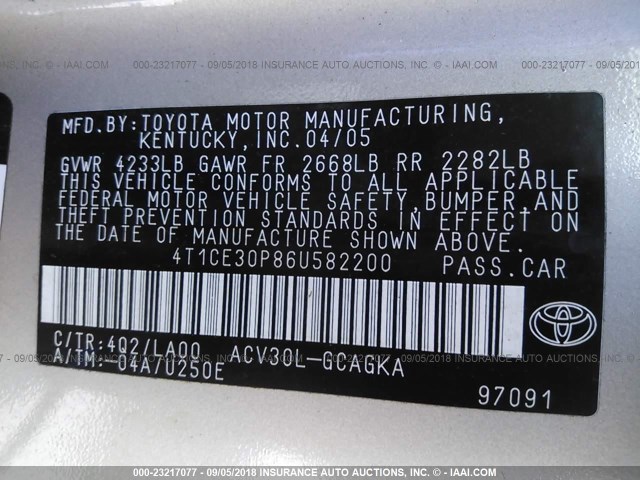 000-23217077 - 09/05/2018 - INSURANCE AUTO AUCTIONS, INC. - IAAI.COM
MFD.BY:TOYOTA MOTOR MANUFACTURING,
KENTUCKY,INC.04/05
GVWR 4233LB GAWR FR 2668LB RR 2282LB
THIS VEHICLE CONFORMS TO ALL APPLICABLE
FEDERAL MOTOR VEHICLE SAFETY,BUMPER,AND
THEFT PREVENTION STANDARDS IN EFFECT ON
THE DATE OF MANUFACTURE SHOWN ABOVE.
4T1CE30P86U582200 PASS.CAR
C/TR:4Q2/LA00 ACV30L-GCAGKA
A/TM:-04A/U250E
97091
000-23217077 - 09/05/2018 - INSURANCE AUTO AUCTIONS, INC. - IAAI.COM